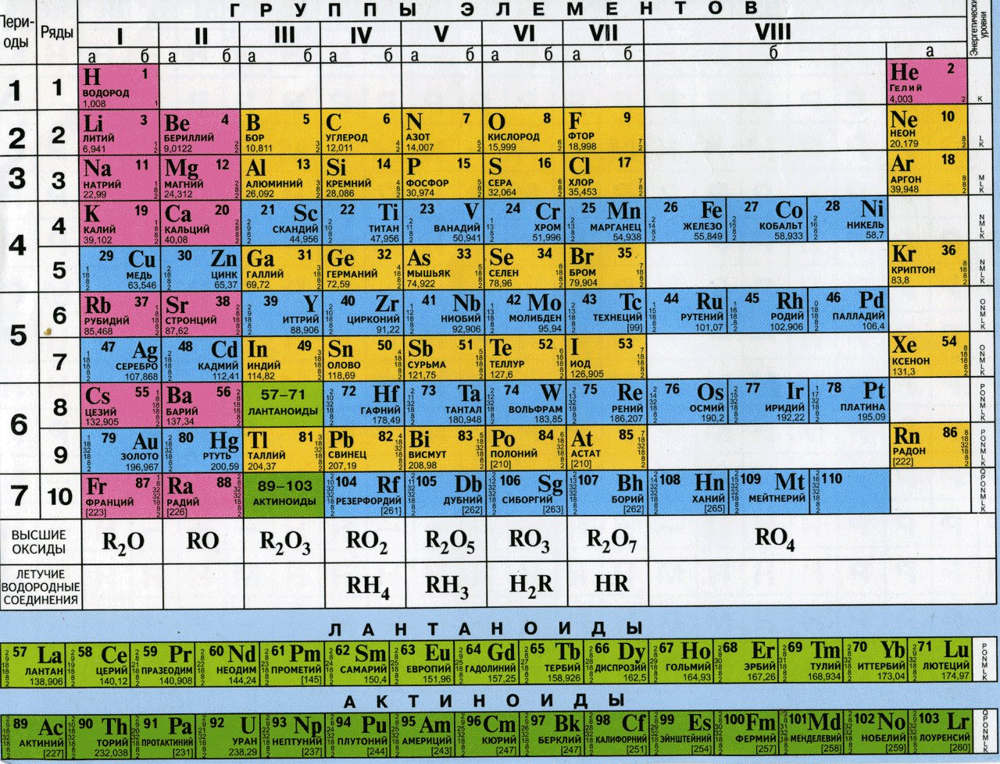 ГРУППЫ ЭЛЕМЕНТОВ
Пери-
оды
Ряды
I II III IV V VI VII VIII
Энергетические уровни
а б а б а б а б а б а б а б б а
1 1
H 1 ВОДОРОД 1,008
He 2 ГЕЛИЙ 4,003
K
2 2
Li 3 ЛИТИЙ 6,941
Be 4 БЕРИЛЛИЙ 9,0122
B 5 БОР 10,811
C 6 УГЛЕРОД 12,011
N 7 АЗОТ 14,007
O 8 КИСЛОРОД 15,999
F 9 ФТОР 18,998
Ne 10 НЕОН 20,179
L K
3 3
Na 11 НАТРИЙ 22,99
Mg 12 МАГНИЙ 24,312
Al 13 АЛЮМИНИЙ 26,092
Si 14 КРЕМНИЙ 28,086
P 15 ФОСФОР 30,974
S 16 СЕРА 32,064
Cl 17 ХЛОР 35,453
Ar 18 АРГОН 39,948
M L K
4 4
K 19 КАЛИЙ 39,102
Ca 20 КАЛЬЦИЙ 40,08
21 Sc СКАНДИЙ 44,956
22 Ti ТИТАН 47,956
23 V ВАНАДИЙ 50,941
24 Cr ХРОМ 51,996
25 Mn МАРГАНЕЦ 54,938
26 Fe ЖЕЛЕЗО 55,849
27 Co КОБАЛЬТ 58,933
28 Ni НИКЕЛЬ 58,7
N M L K
5
29 Cu МЕДЬ 63,546
30 Zn ЦИНК 65,37
Ga 31 ГАЛЛИЙ 69,72
Ge 32 ГЕРМАНИЙ 72,59
As 33 МЫШЬЯК 74,922
Se 34 СЕЛЕН 78,96
Br 35 БРОМ 79,904
Kr 36 КРИПТОН 83,8
N M L K
5 6
Rb 37 РУБИДИЙ 85,468
Sr 38 СТРОНЦИЙ 87,62
39 Y ИТТРИЙ 88,906
40 Zr ЦИРКОНИЙ 91,22
41 Nb НИОБИЙ 92,906
42 Mo МОЛИБДЕН 95,94
43 Tc ТЕХНЕЦИЙ [99]
44 Ru РУТЕНИЙ 101,07
45 Rh РОДИЙ 102,906
46 Pd ПАЛЛАДИЙ 106,4
O N M L K
7
47 Ag СЕРЕБРО 107,868
48 Cd КАДМИЙ 112,41
In 49 ИНДИЙ 114,82
Sn 50 ОЛОВО 118,69
Sb 51 СУРЬМА 121,75
Te 52 ТЕЛЛУР 127,6
I 53 ИОД 126,905
Xe 54 КСЕНОН 131,3
O N M L K
6 8
Cs 55 ЦЕЗИЙ 132,905
Ba 56 БАРИЙ 137,34
57–71 ЛАНТАНОИДЫ
72 Hf ГАФНИЙ 178,49
73 Ta ТАНТАЛ 180,948
74 W ВОЛЬФРАМ 183,85
75 Re РЕНИЙ 186,207
76 Os ОСМИЙ 190,2
77 Ir ИРИДИЙ 192,22
78 Pt ПЛАТИНА 195,09
P O N M L K
9
79 Au ЗОЛОТО 196,967
80 Hg РТУТЬ 200,59
Tl 81 ТАЛЛИЙ 204,37
Pb 82 СВИНЕЦ 207,19
Bi 83 ВИСМУТ 208,98
Po 84 ПОЛОНИЙ [210]
At 85 АСТАТ [210]
Rn 86 РАДОН [222]
P O N M L K
7 10
Fr 87 ФРАНЦИЙ [223]
Ra 88 РАДИЙ [226]
89–103 АКТИНОИДЫ
104 Rf РЕЗЕРФОРДИЙ [261]
105 Db ДУБНИЙ [262]
106 Sg СИБОРГИЙ [263]
107 Bh БОРИЙ [262]
108 Hn ХАНИЙ [265]
109 Mt МЕЙТНЕРИЙ
110
Q P O N M L K
ВЫСШИЕ
ОКСИДЫ
R₂O RO R₂O₃ RO₂ R₂O₅ RO₃ R₂O₇ RO₄
ЛЕТУЧИЕ
ВОДОРОДНЫЕ
СОЕДИНЕНИЯ
RH₄ RH₃ H₂R HR
ЛАНТАНОИДЫ
57 La ЛАНТАН 138,906
58 Ce ЦЕРИЙ 140,12
59 Pr ПРАЗЕОДИМ 140,908
60 Nd НЕОДИМ 144,24
61 Pm ПРОМЕТИЙ [145]
62 Sm САМАРИЙ 150,4
63 Eu ЕВРОПИЙ 151,96
64 Gd ГАДОЛИНИЙ 157,25
65 Tb ТЕРБИЙ 158,926
66 Dy ДИСПРОЗИЙ 162,5
67 Ho ГОЛЬМИЙ 164,93
68 Er ЭРБИЙ 167,26
69 Tm ТУЛИЙ 168,934
70 Yb ИТТЕРБИЙ 173,04
71 Lu ЛЮТЕЦИЙ 174,97
P O N M L K
АКТИНОИДЫ
89 Ac АКТИНИЙ [227]
90 Th ТОРИЙ 232,038
91 Pa ПРОТАКТИНИЙ [231]
92 U УРАН 238,29
93 Np НЕПТУНИЙ [237]
94 Pu ПЛУТОНИЙ [244]
95 Am АМЕРИЦИЙ [243]
96 Cm КЮРИЙ [247]
97 Bk БЕРКЛИЙ [247]
98 Cf КАЛИФОРНИЙ [251]
99 Es ЭЙНШТЕЙНИЙ [254]
100 Fm ФЕРМИЙ [257]
101 Md МЕНДЕЛЕВИЙ [258]
102 No НОБЕЛИЙ [259]
103 Lr ЛОУРЕНСИЙ [260]
Q P O N M L K